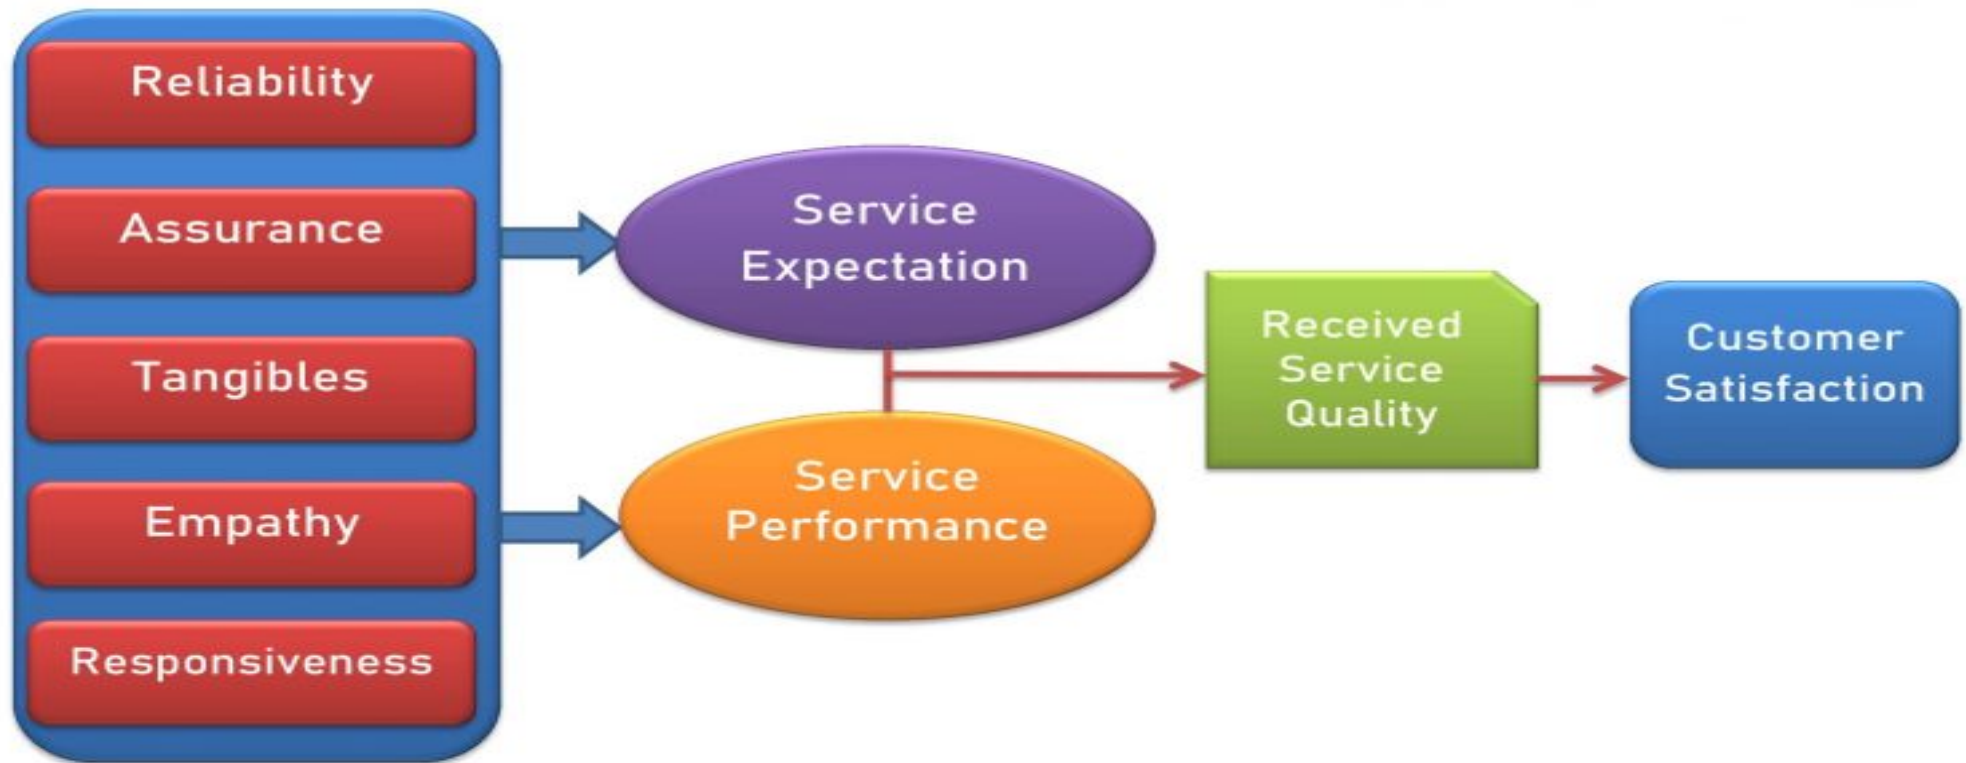 Reliability
Assurance
Tangibles
Empathy
Responsiveness
Service
Expectation
Service
Performance
Received
Service
Quality
Customer
Satisfaction